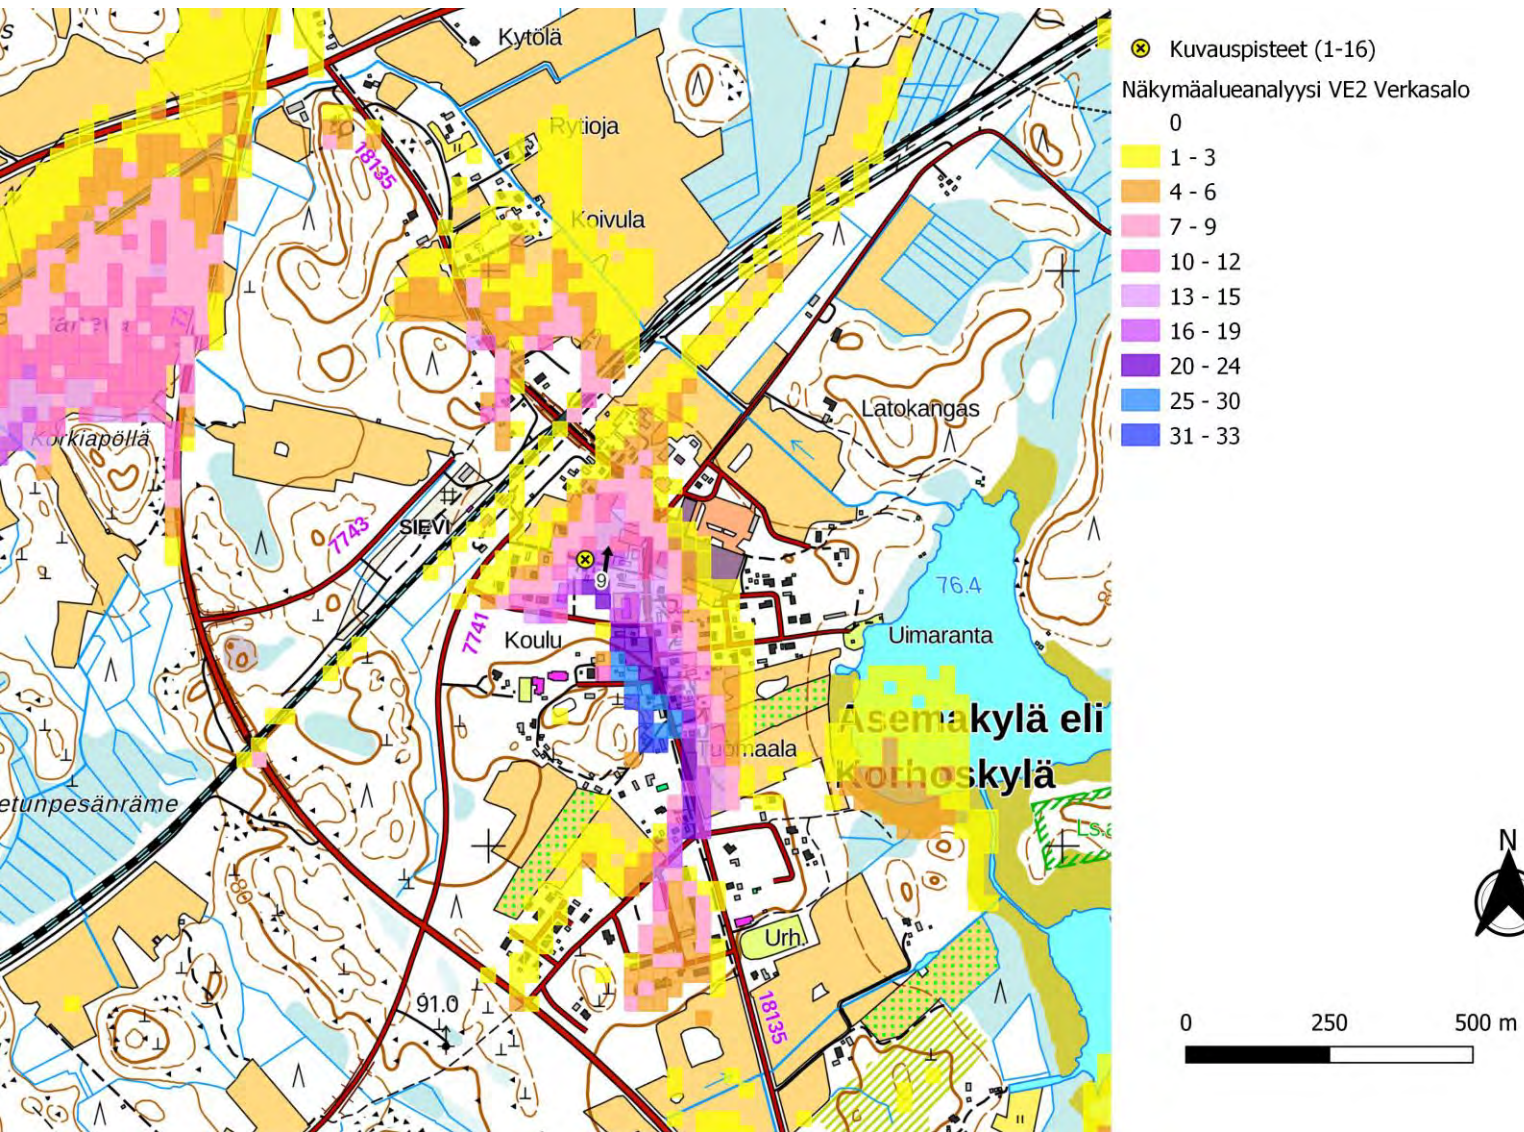 Kytölä
Rytioja
18135
Koivula
Kuvauspisteet (1-16)
Näkymäalueanalyysi VE2 Verkasalo
0
1 - 3
4 - 6
7 - 9
10 - 12
13 - 15
16 - 19
20 - 24
25 - 30
31 - 33
Latokangas
Korkiapöllä
7743
SIEVI
9
76.4
7741
Koulu
Uimaranta
Asemakylä eli
Korhoskylä
Tuomaala
etunpesänräme
Ls.a
80
Urh.
91.0
18135
N
0 250 500 m